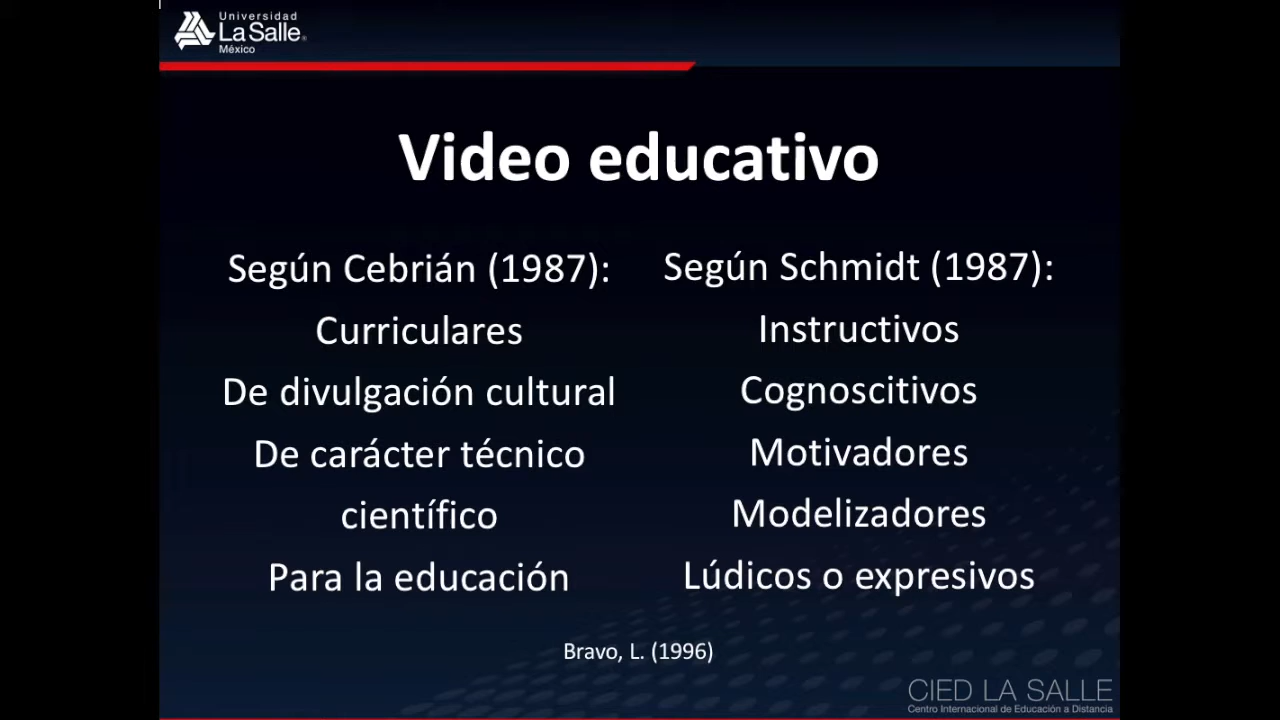 Universidad
La Salle®
México
Video educativo
Según Cebrián (1987):
Curriculares
De divulgación cultural
De carácter técnico
científico
Para la educación
Según Schmidt (1987):
Instructivos
Cognoscitivos
Motivadores
Modelizadores
Lúdicos o expresivos
Bravo, L. (1996)
CIED LA SALLE
Centro Internacional de Educación a Distancia